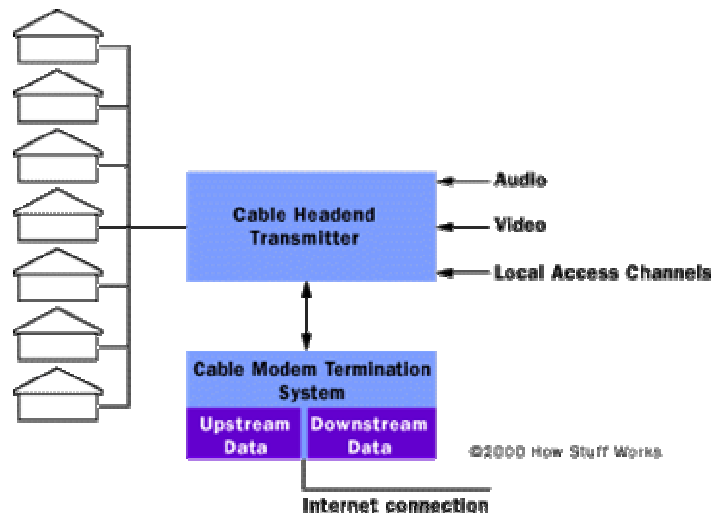 Audio
Cable Headend
Transmitter
Video
Local Access Channels
Cable Modem Termination
System
Upstream
Data
Downstream
Data
©2000 How Stuff Works
Internet connection